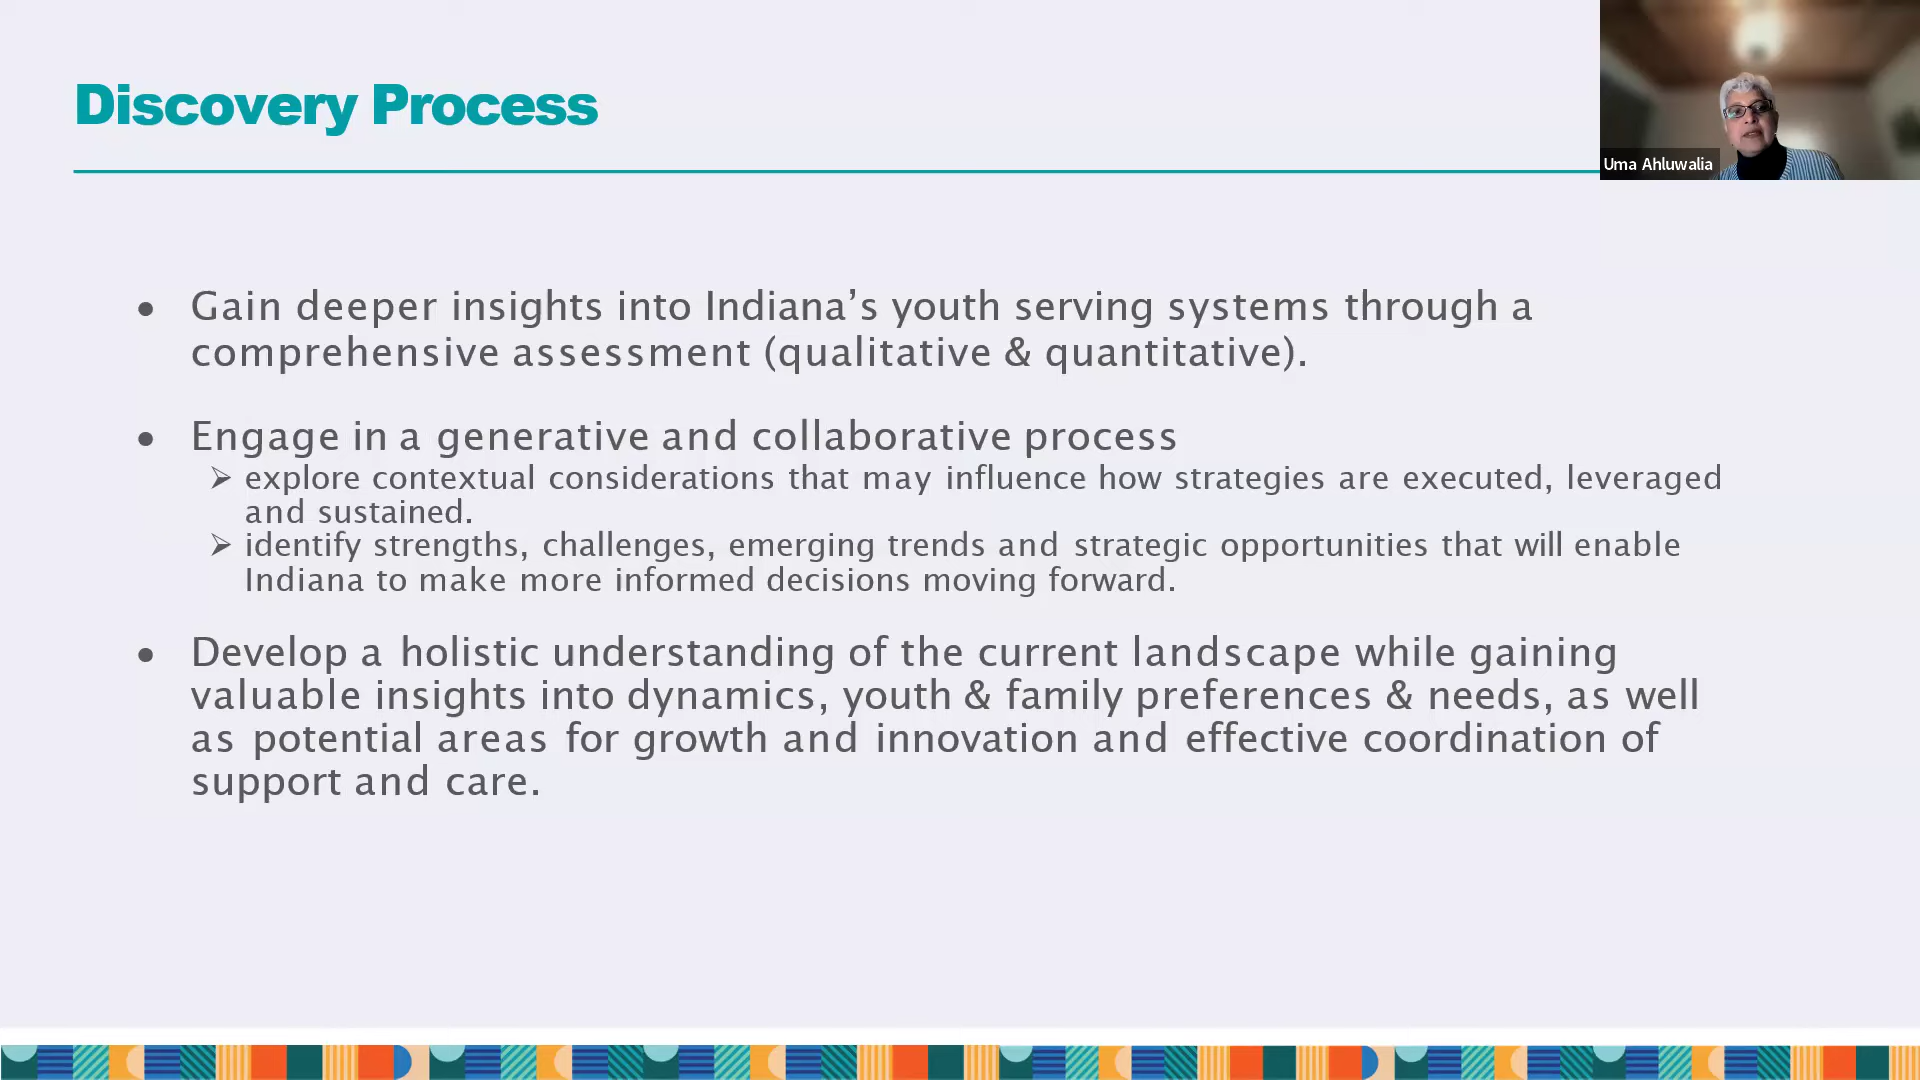 Discovery Process
Uma Ahluwalia
• Gain deeper insights into Indiana’s youth serving systems through a
comprehensive assessment (qualitative & quantitative).
• Engage in a generative and collaborative process
➢ explore contextual considerations that may influence how strategies are executed, leveraged
and sustained.
➢ identify strengths, challenges, emerging trends and strategic opportunities that will enable
Indiana to make more informed decisions moving forward.
• Develop a holistic understanding of the current landscape while gaining
valuable insights into dynamics, youth & family preferences & needs, as well
as potential areas for growth and innovation and effective coordination of
support and care.